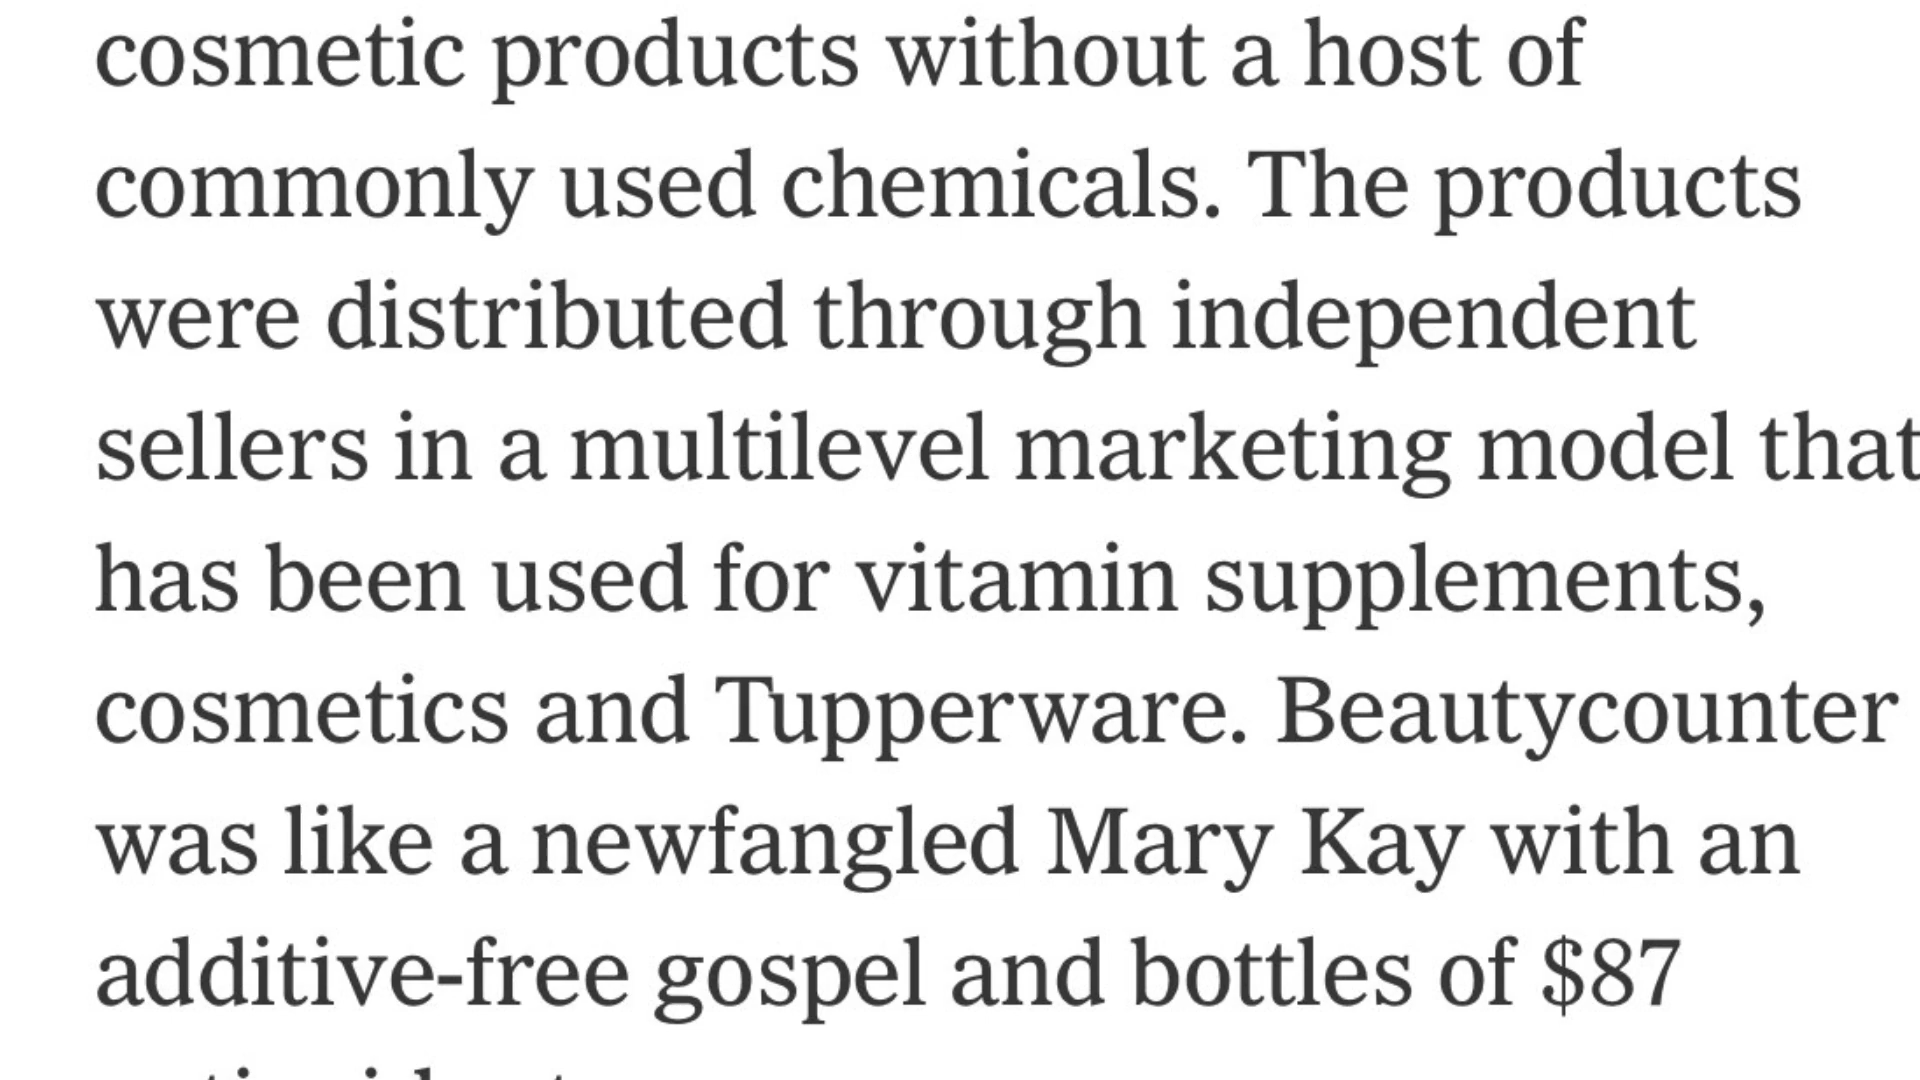 cosmetic products without a host of
commonly used chemicals. The products
were distributed through independent
sellers in a multilevel marketing model that
has been used for vitamin supplements,
cosmetics and Tupperware. Beautycounter
was like a newfangled Mary Kay with an
additive-free gospel and bottles of $87